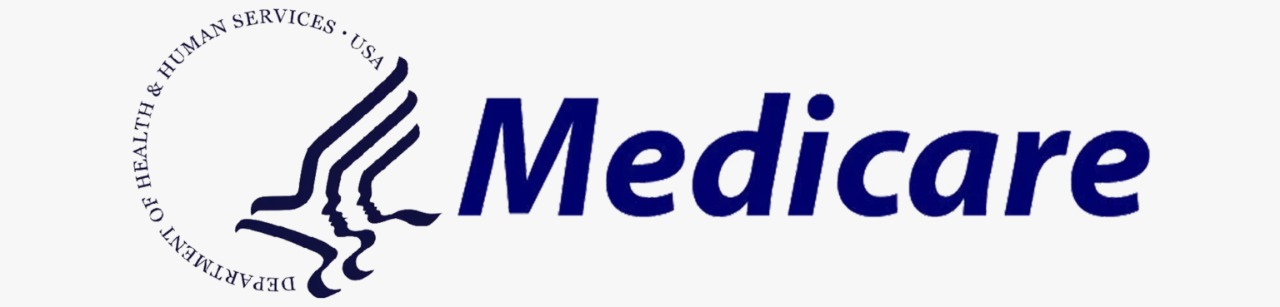 DEPARTMENT OF HEALTH & HUMAN SERVICES · USA
Medicare